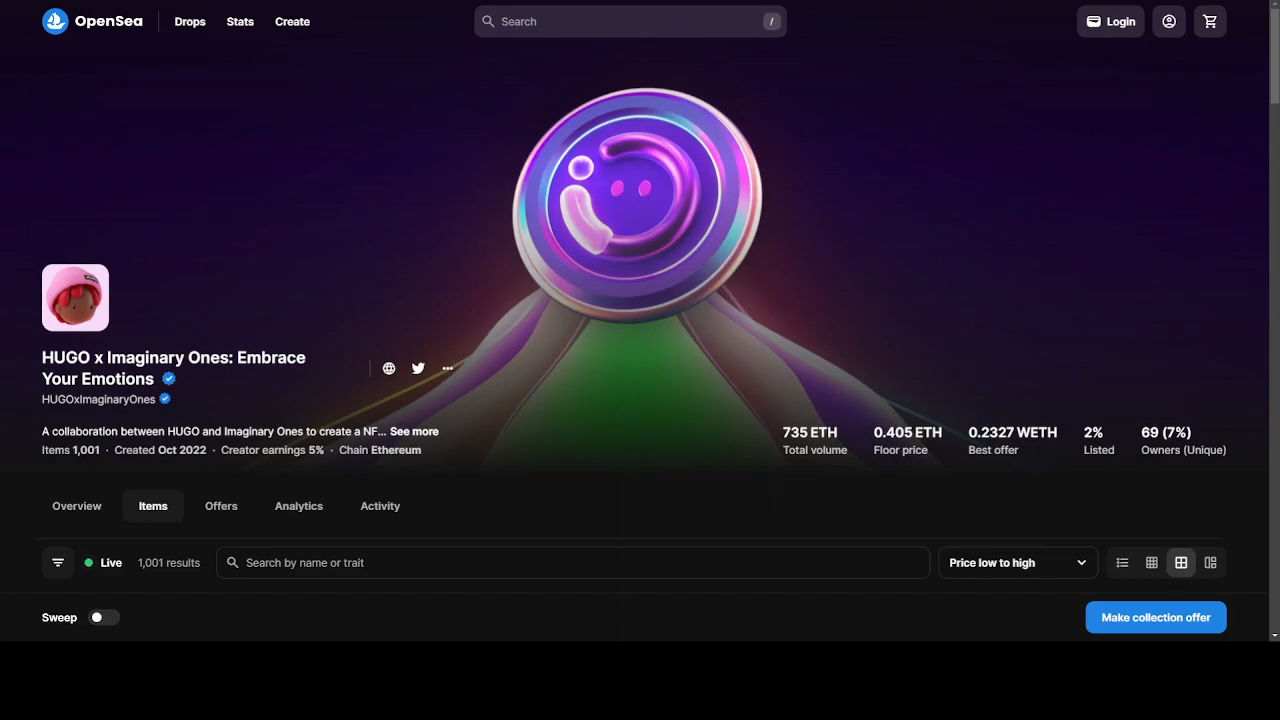 OpenSea
Drops
Stats
Create
Search
/
Login
HUGO x Imaginary Ones: Embrace
Your Emotions
HUGOxImaginaryOnes
A collaboration between HUGO and Imaginary Ones to create a NF... See more
Items 1,001 · Created Oct 2022 · Creator earnings 5% · Chain Ethereum
735 ETH
Total volume
0.405 ETH
Floor price
0.2327 WETH
Best offer
2%
Listed
69 (7%)
Owners (Unique)
Overview
Items
Offers
Analytics
Activity
Live
1,001 results
Search by name or trait
Price low to high
Sweep
Make collection offer